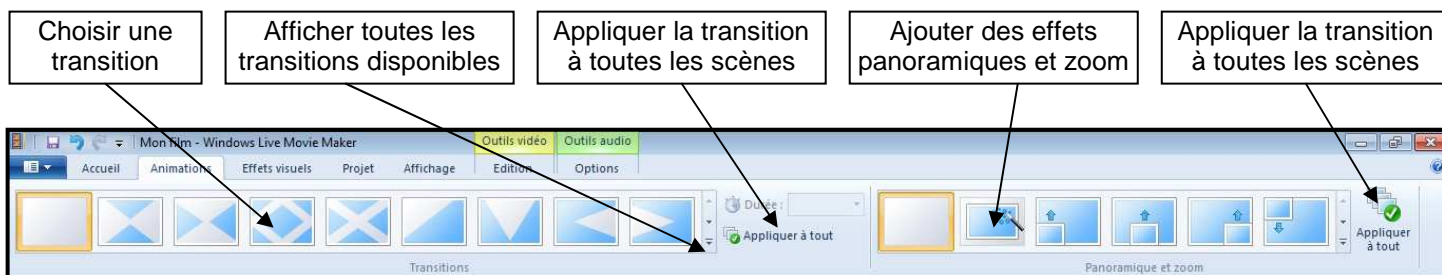 Choisir une
transition
Afficher toutes les
transitions disponibles
Appliquer la transition
à toutes les scènes
Ajouter des effets
panoramiques et zoom
Appliquer la transition
à toutes les scènes
Mon film - Windows Live Movie Maker
Outils vidéo
Outils audio
Accueil
Animations
Effets visuels
Projet
Affichage
Edition
Options
Durée :
Appliquer à tout
Appliquer
à tout
Transitions
Panoramique et zoom